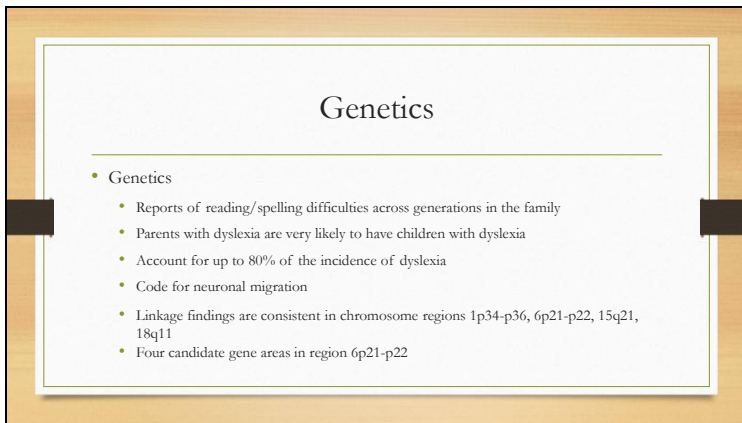 Genetics
• Genetics
• Reports of reading/spelling difficulties across generations in the family
• Parents with dyslexia are very likely to have children with dyslexia
• Account for up to 80% of the incidence of dyslexia
• Code for neuronal migration
• Linkage findings are consistent in chromosome regions 1p34-p36, 6p21-p22, 15q21,
18q11
• Four candidate gene areas in region 6p21-p22